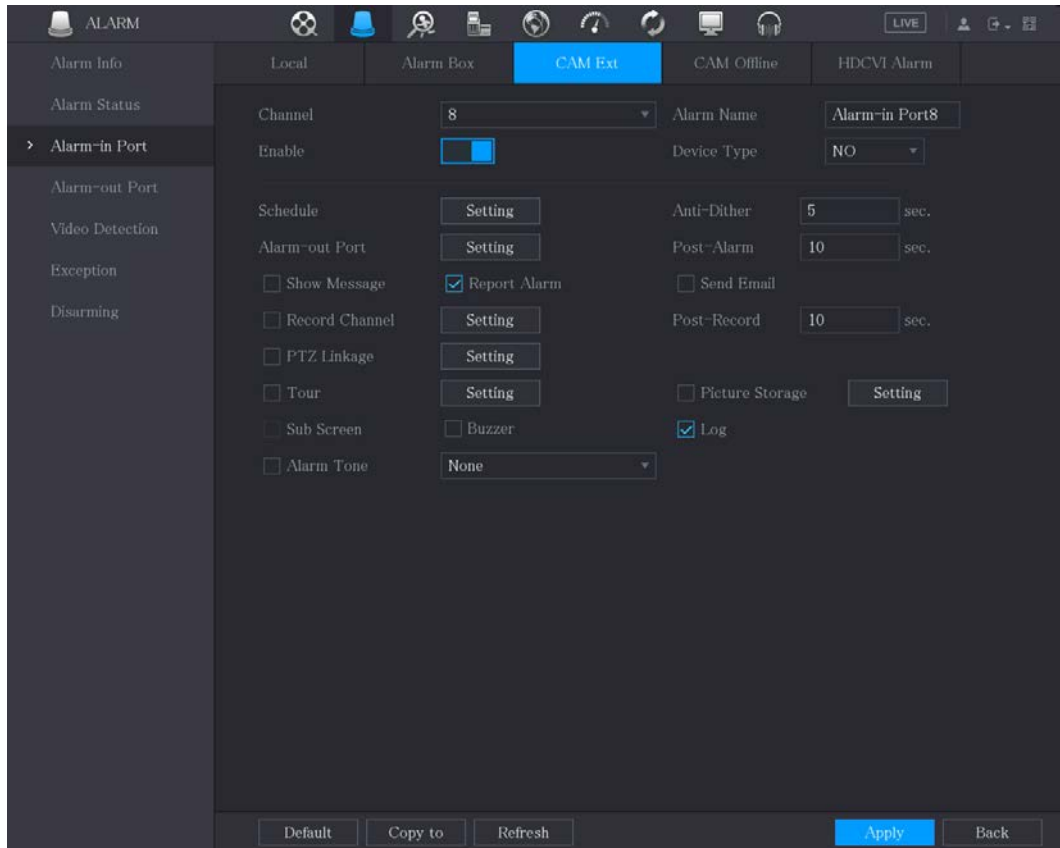 ALARM LIVE
Alarm Info
Alarm Status
Alarm-in Port
Alarm-out Port
Video Detection
Exception
Disarming
Local Alarm Box CAM Ext CAM Offline HDCVI Alarm
Channel 8 Alarm Name Alarm-in Port8
Enable Device Type NO
Schedule Setting Anti-Dither 5 sec.
Alarm-out Port Setting Post-Alarm 10 sec.
Show Message Report Alarm Send Email
Record Channel Setting Post-Record 10 sec.
PTZ Linkage Setting
Tour Setting Picture Storage Setting
Sub Screen Buzzer Log
Alarm Tone None
Default Copy to Refresh Apply Back